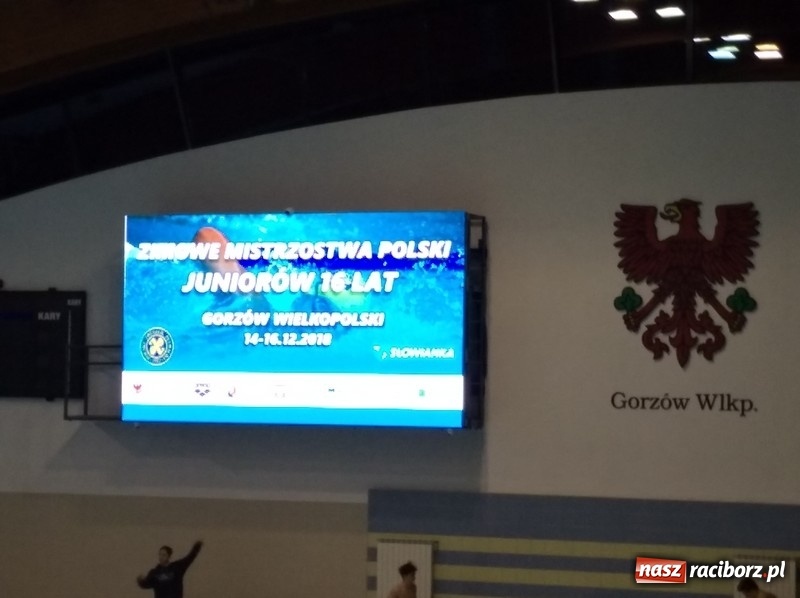 ZIMOWE MISTRZOSTWA POLSKI
JUNIORÓW 16 LAT
GORZÓW WIELKOPOLSKI
14-16.12.2018
SŁOWIANKA
KARY
KARY
Gorzów Wlkp.
nasz raciborz.pl